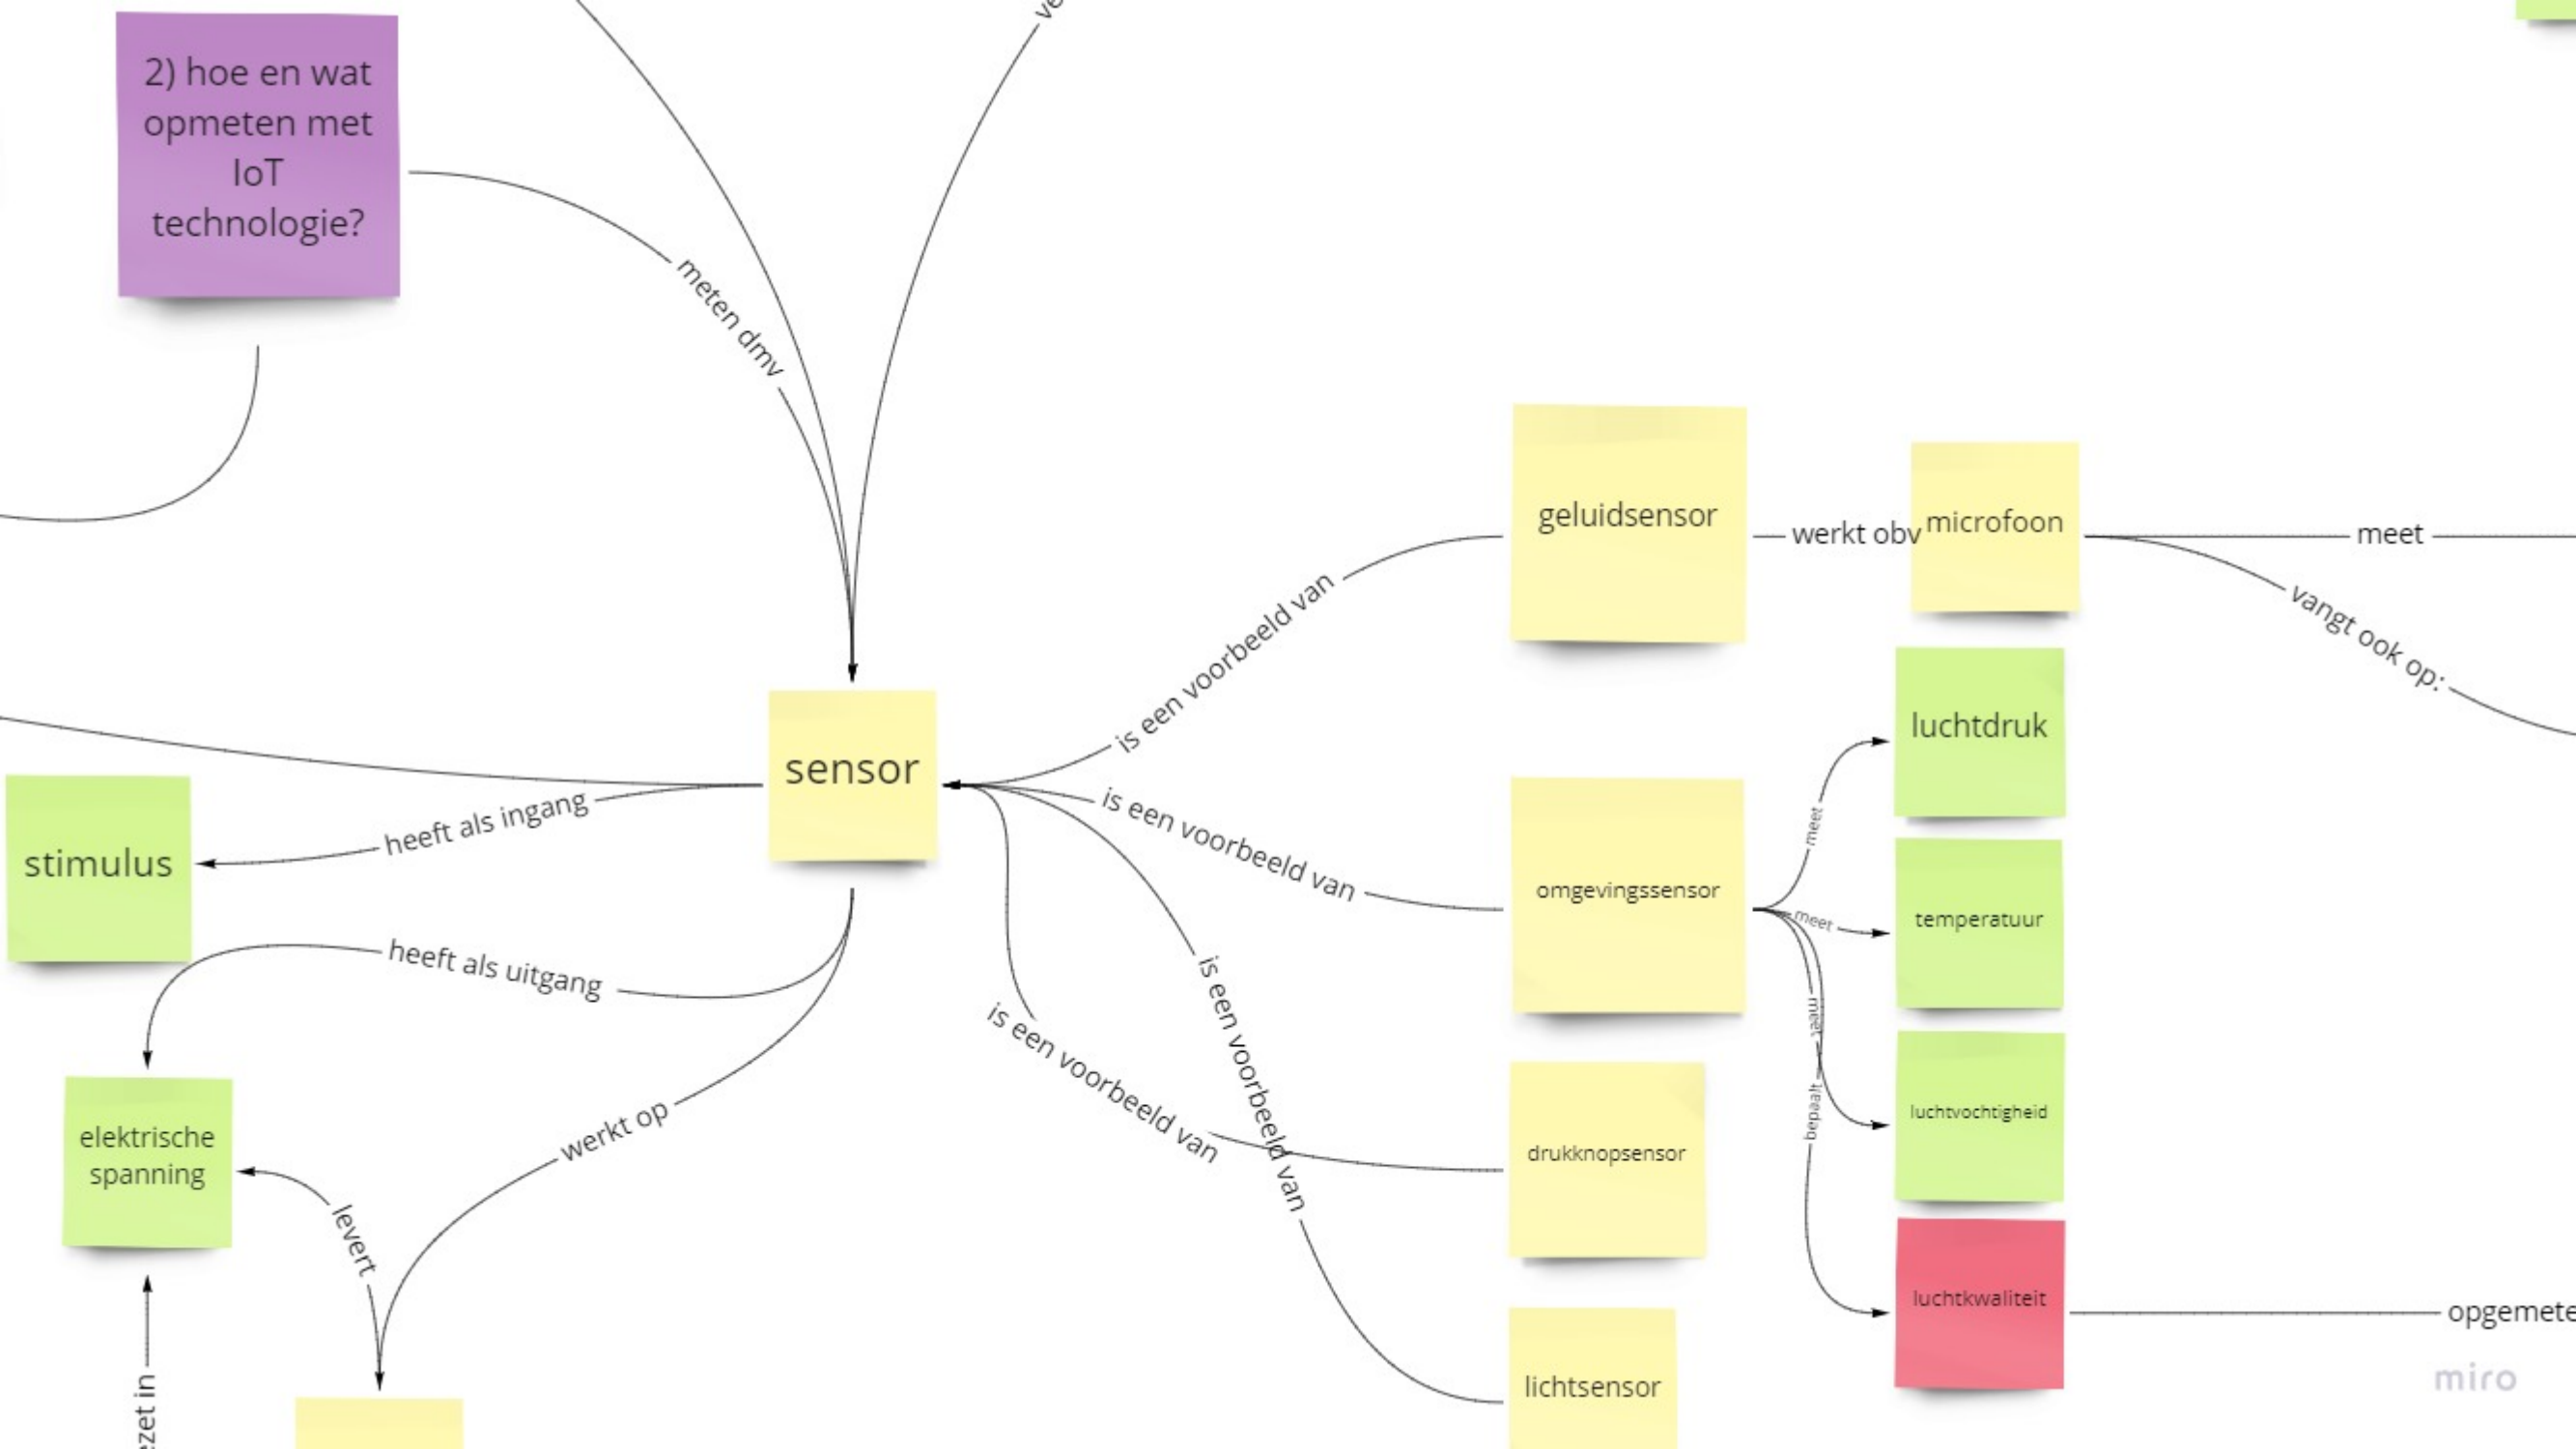 2) hoe en wat
opmeten met
IoT
technologie?
meten dmv
geluidsensor
werkt obv
microfoon
meet
vangt ook op:
is een voorbeeld van
luchtdruk
sensor
is een voorbeeld van
heeft als ingang
stimulus
omgevingssensor
meet
meet
temperatuur
heeft als uitgang
is een voorbeeld van
is een voorbeeld van
meet
bepaalt
luchtvochtigheid
elektrische
spanning
werkt op
drukknopsensor
levert
luchtkwaliteit
opgemete
lichtsensor
miro
ezet in